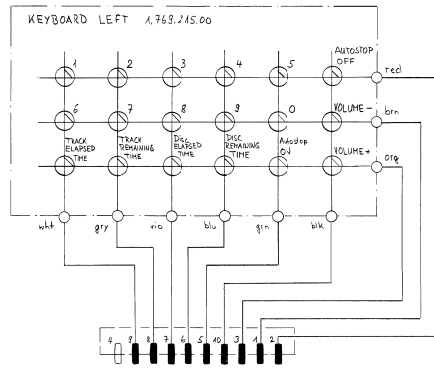 KEYBOARD LEFT 1.769.215.00
1 2 3 4 5 AUTOSTOP OFF
red
6 7 8 9 0 VOLUME -
brn
TRACK ELAPSED TIME
TRACK REMAINING TIME
DISC ELAPSED TIME
DISC REMAINING TIME
Autostop ON
VOLUME +
org
wht gry vio blu grn blk
4 9 8 7 6 5 10 3 1 2